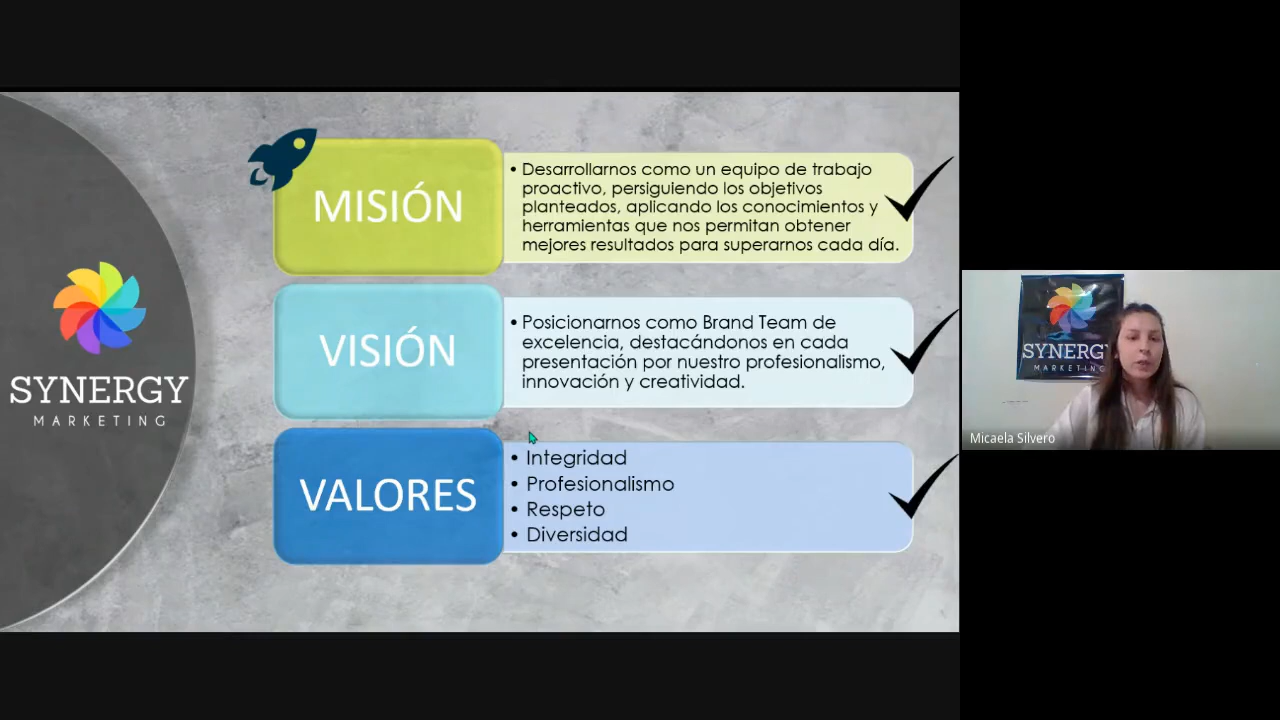 SYNERGY
MARKETING
MISIÓN
• Desarrollarnos como un equipo de trabajo
proactivo, persiguiendo los objetivos
planteados, aplicando los conocimientos y
herramientas que nos permitan obtener
mejores resultados para superarnos cada día.
VISIÓN
• Posicionarnos como Brand Team de
excelencia, destacándonos en cada
presentación por nuestro profesionalismo,
innovación y creatividad.
VALORES
• Integridad
• Profesionalismo
• Respeto
• Diversidad
SYNERG
MARKETING
Micaela Silvero